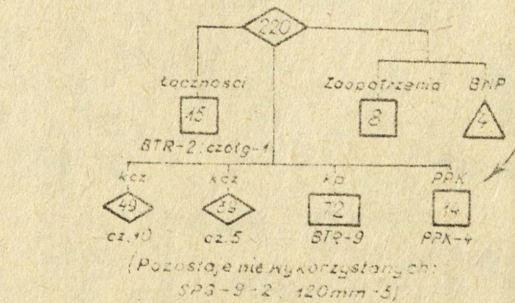 220
Łączności Zaopatrzenia BMP
15 8 4
BTR-2; czołg-1
kcz kcz kp PPK
49 39 72 14
cz. 10 cz. 5 BTR-9 PPK-4
(Pozostaje nie wykorzystanych:
SPG-9-2, 120mm-5)